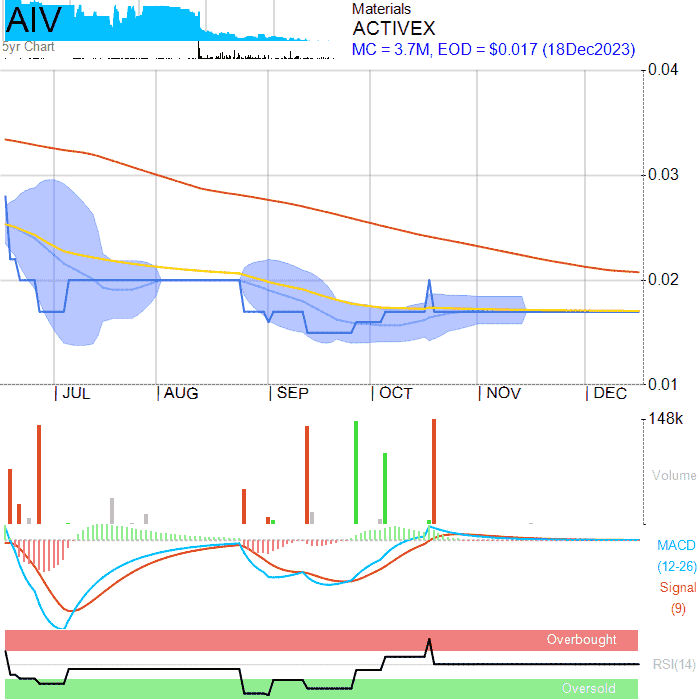 AIV
5yr Chart
Materials
ACTIVEX
MC = 3.7M, EOD = $0.017 (18Dec2023)
0.04
0.03
0.02
0.01
JUL AUG SEP OCT NOV DEC
148k
Volume
MACD
(12-26)
Signal
(9)
Overbought
RSI(14)
Oversold